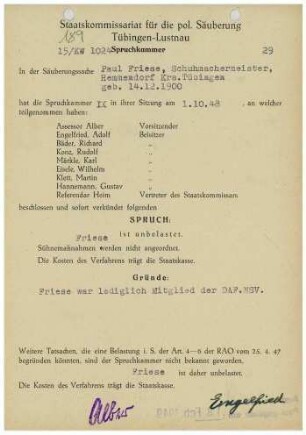 Staatskommissariat für die pol. Säuberung
Tübingen-Lustnau
189
15/KW 1024 Spruchkammer 29
In der Säuberungssache Paul Friese, Schuhmachermeister,
Hemmendorf Krs.Tübingen
geb. 14.12.1900
hat die Spruchkammer IX in ihrer Sitzung am 1.10.48 , an welcher
teilgenommen haben:
Assessor Alber Vorsitzender
Engelfried, Adolf Beisitzer
Bäder, Richard "
Konz, Rudolf "
Märkle, Karl "
Eisele, Wilhelm "
Klett, Martin "
Hannemann, Gustav "
Referendar Heim Vertreter des Staatskommissars
beschlossen und sofort verkündet folgenden
SPRUCH:
Friese ist unbelastet.
Sühnemaßnahmen werden nicht angeordnet.
Die Kosten des Verfahrens trägt die Staatskasse.
Gründe:
Friese war lediglich Mitglied der DAF.NSV.
Weitere Tatsachen, die eine Belastung i. S. der Art. 4—6 der RAO vom 25. 4. 47
begründen könnten, sind der Spruchkammer nicht bekannt geworden.
Friese ist daher unbelastet.
Die Kosten des Verfahrens trägt die Staatskasse.
Alber Engelfried